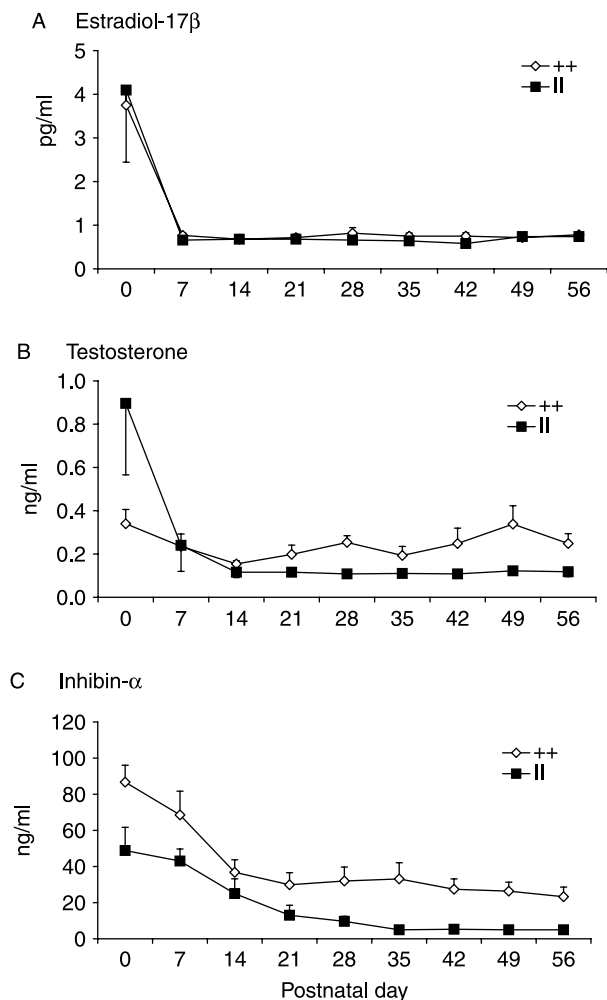 A Estradiol-17β
5
4
3
2
1
0
pg/ml
++
II
0 7 14 21 28 35 42 49 56
B Testosterone
1.0
0.8
0.6
0.4
0.2
0.0
ng/ml
++
II
0 7 14 21 28 35 42 49 56
C Inhibin-α
120
100
80
60
40
20
0
ng/ml
++
II
0 7 14 21 28 35 42 49 56
Postnatal day